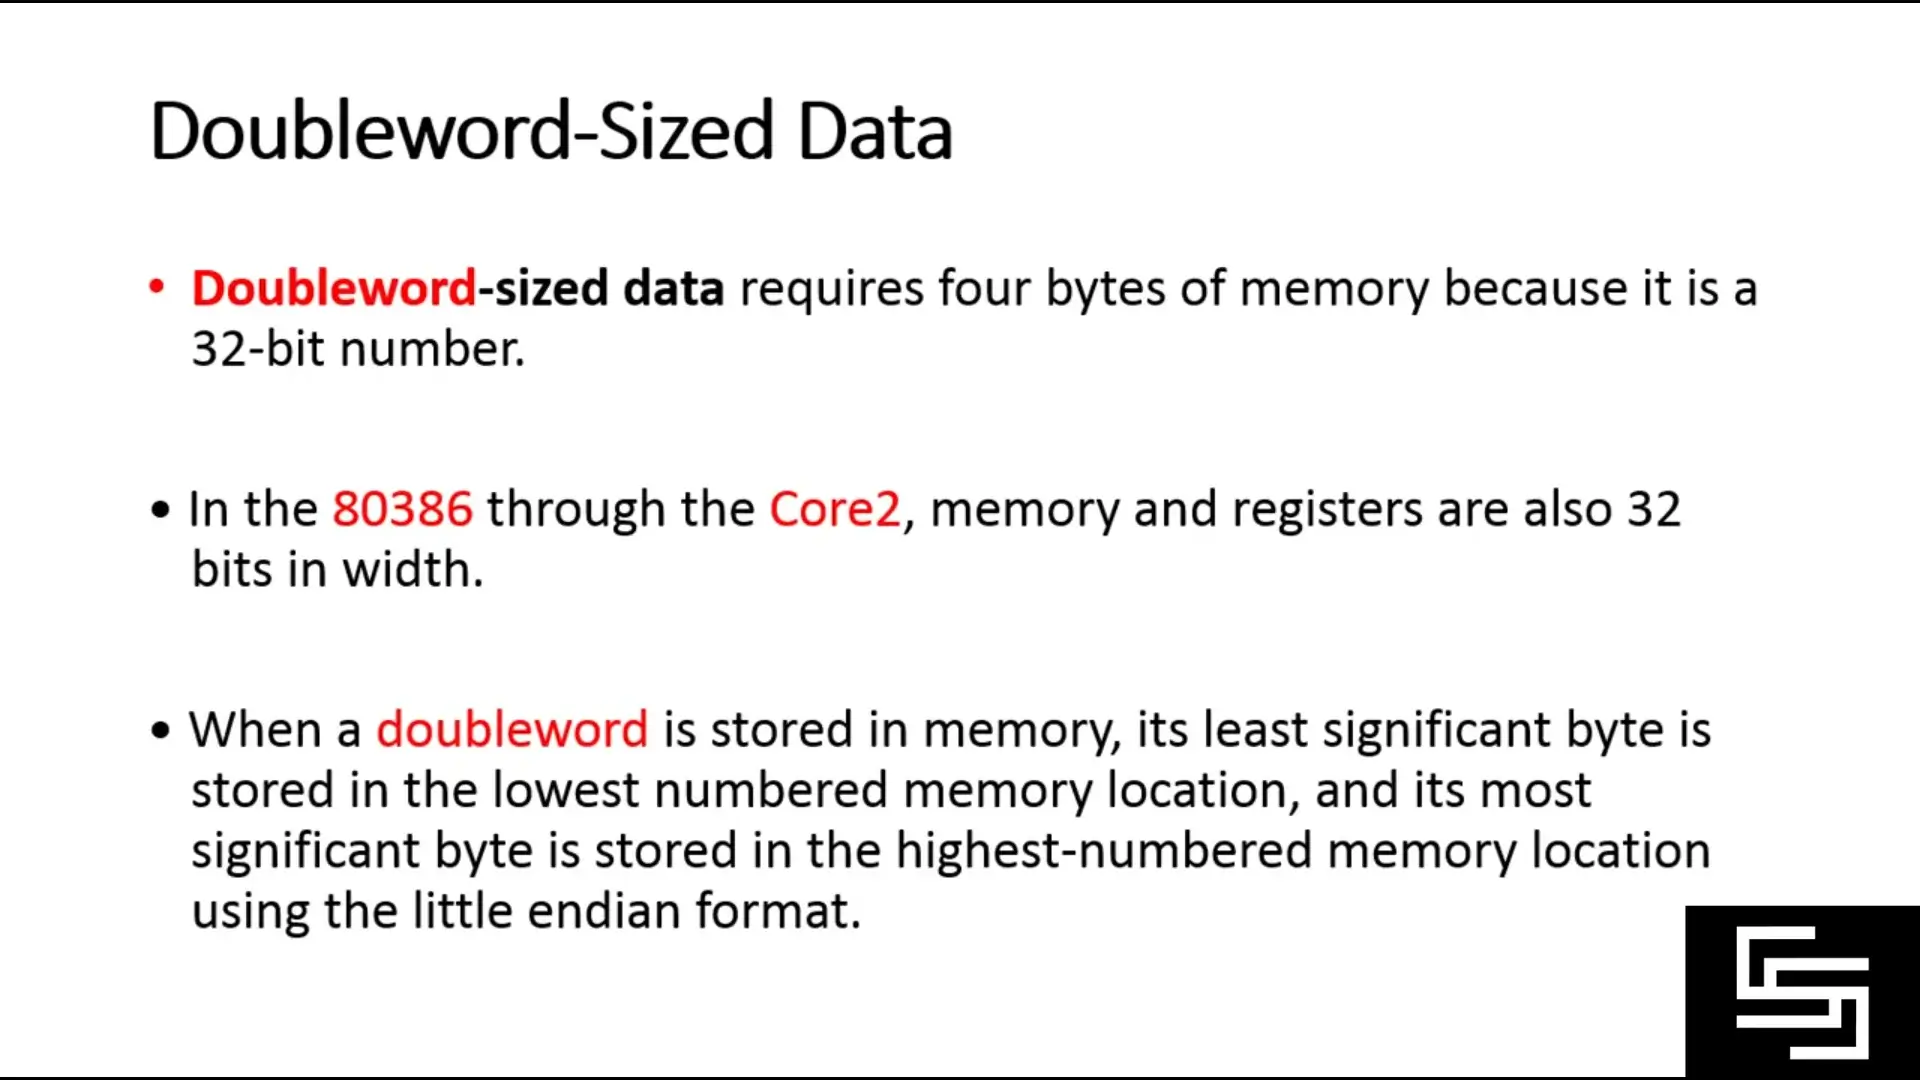 Doubleword-Sized Data
• Doubleword-sized data requires four bytes of memory because it is a
32-bit number.
• In the 80386 through the Core2, memory and registers are also 32
bits in width.
• When a doubleword is stored in memory, its least significant byte is
stored in the lowest numbered memory location, and its most
significant byte is stored in the highest-numbered memory location
using the little endian format.